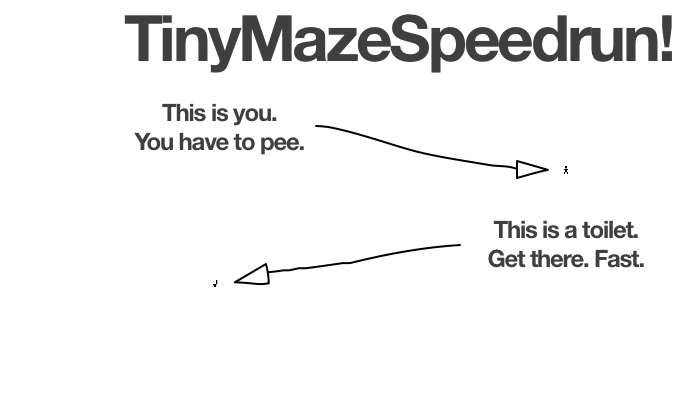 TinyMazeSpeedrun!
This is you.
You have to pee.
This is a toilet.
Get there. Fast.